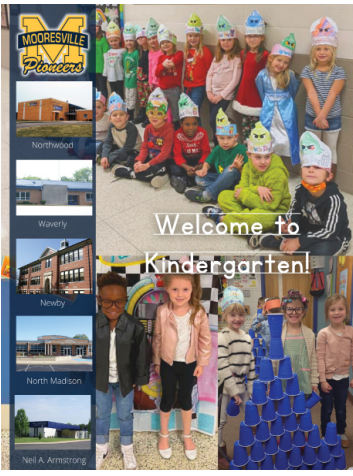 MOORESVILLE
M
Pioneers
Northwood
Waverly
Newby
North Madison
Neil A. Armstrong
Welcome to
Kindergarten!